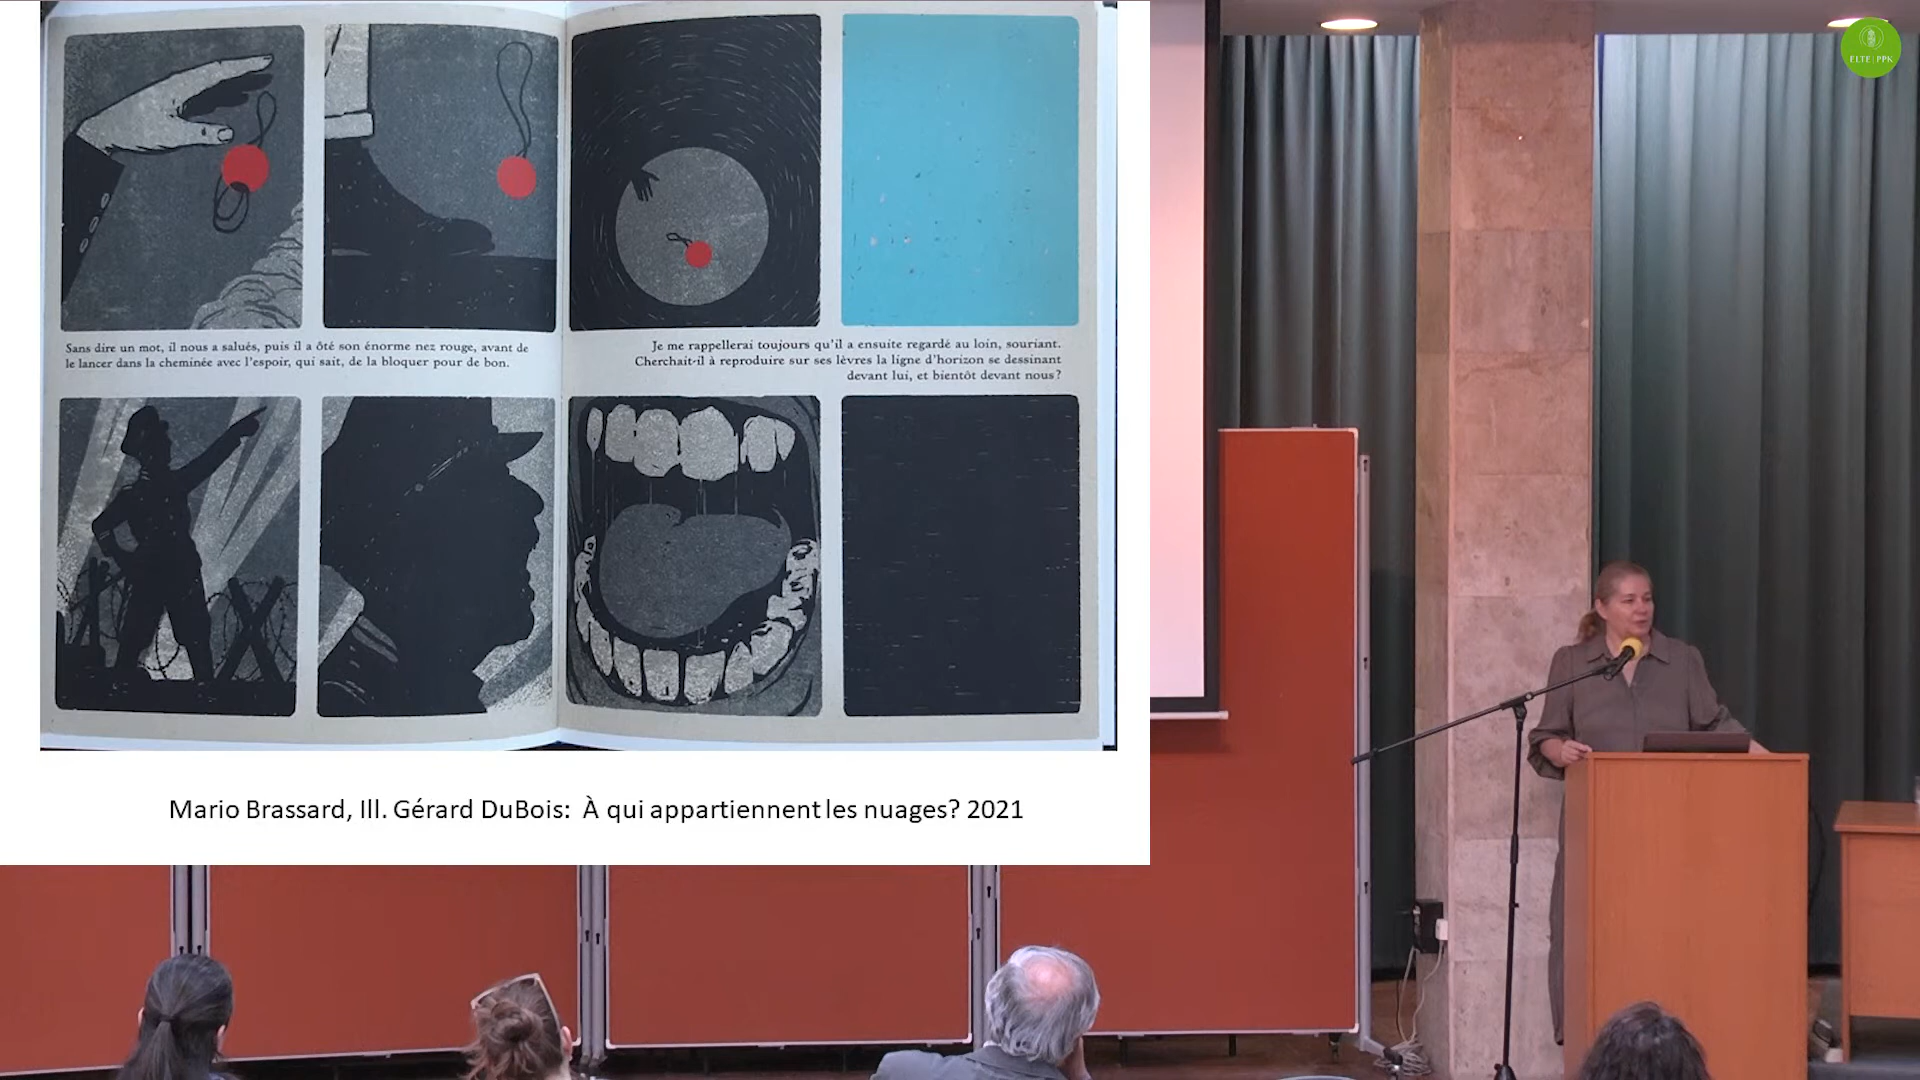 Sans dire un mot, il nous a salués, puis il a ôté son énorme nez rouge, avant de
le lancer dans la cheminée avec l'espoir, qui sait, de la bloquer pour de bon.
Je me rappellerai toujours qu'il a ensuite regardé au loin, souriant.
Cherchait-il à reproduire sur ses lèvres la ligne d'horizon se dessinant
devant lui, et bientôt devant nous?
Mario Brassard, Ill. Gérard DuBois: À qui appartiennent les nuages? 2021
ELTE | PPK